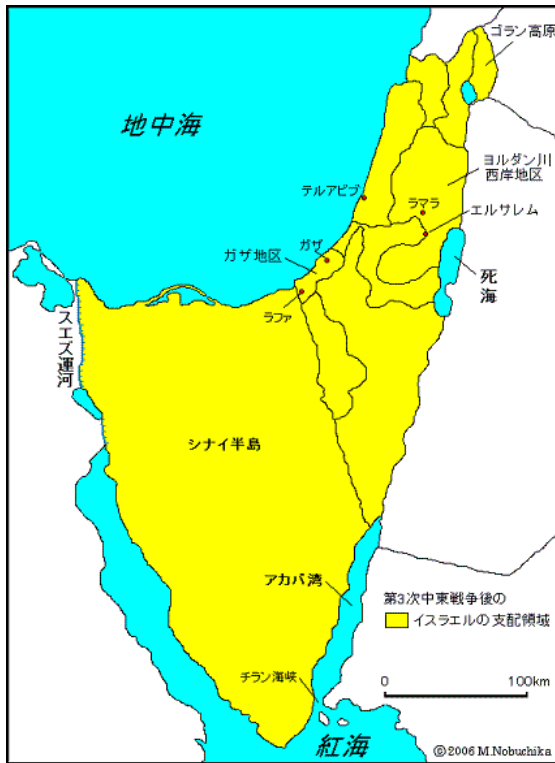 ゴラン高原
地中海
ヨルダン川
西岸地区
テルアビブ
ラマラ
エルサレム
ガザ
ガザ地区
死海
ラファ
スエズ運河
シナイ半島
アカバ湾
第3次中東戦争後の
イスラエルの支配領域
チラン海峡
0 100km
紅海
©2006 M.Nobuchika